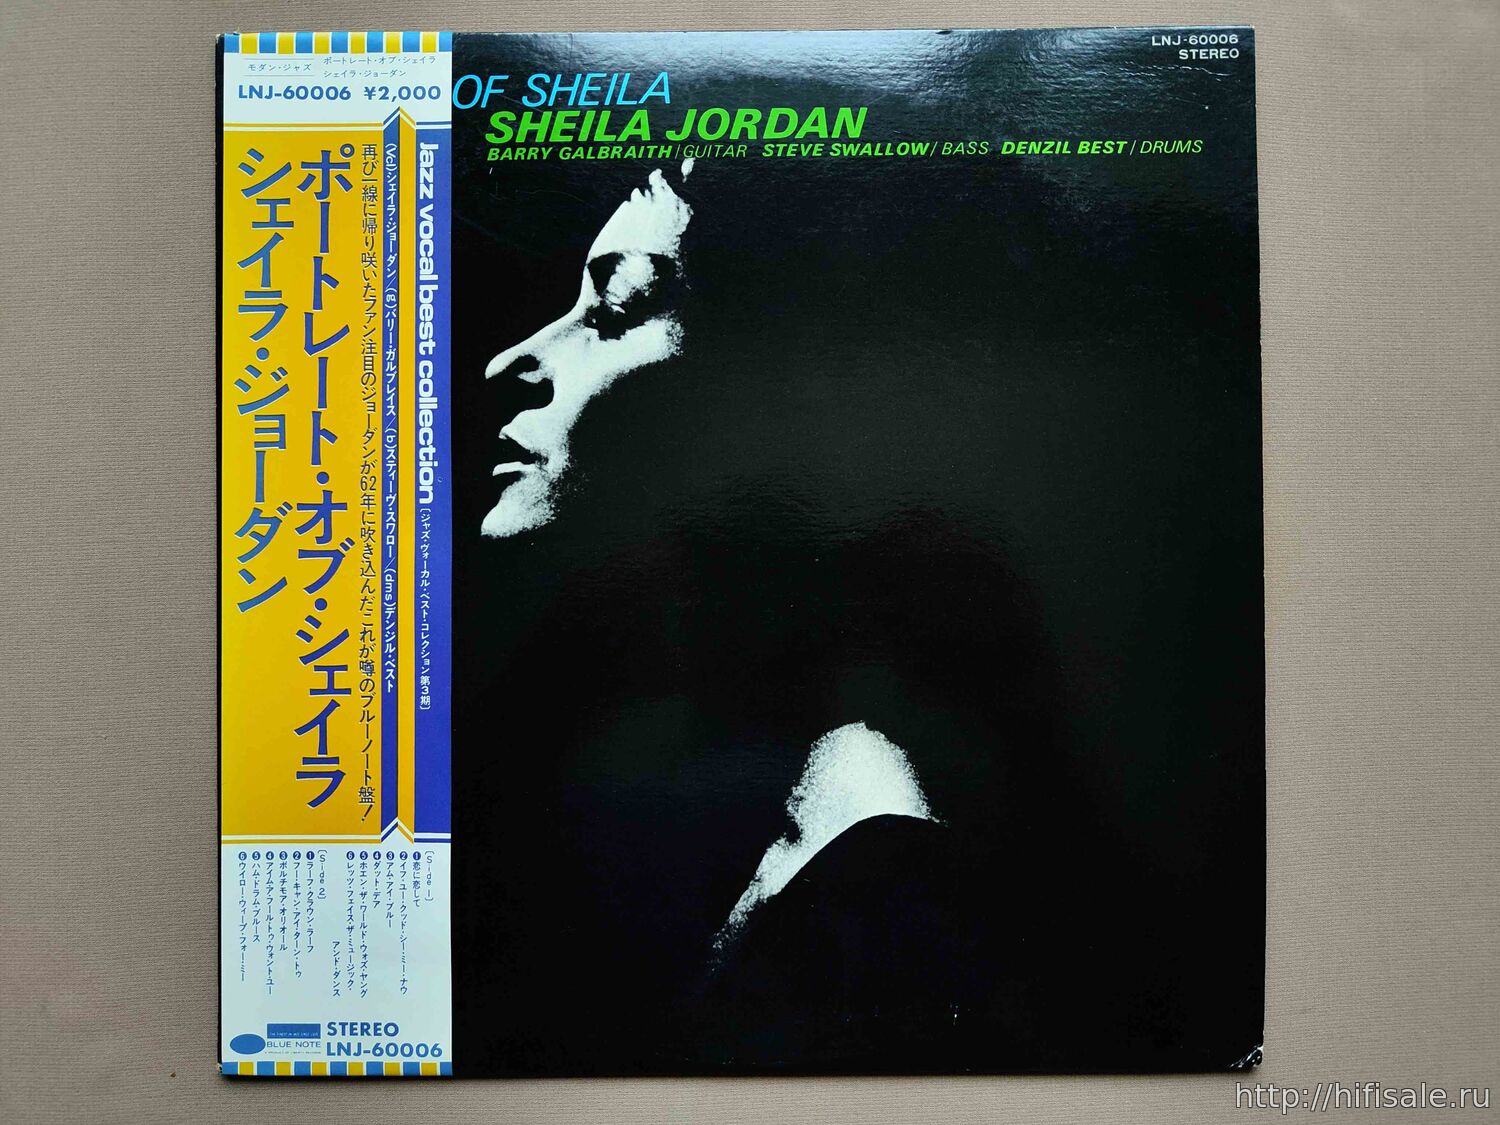 モダン・ジャズ
ポートレート・オブ・シェイラ
シェイラ・ジョーダン
LNJ-60006 ¥2,000
Jazz vocal best collection
〔ジャズ・ヴォーカル・ベスト・コレクション第3期〕
(Vo)シェイラ・ジョーダン/(g)バリー・ガルブレイス/(b)スティーヴ・スワロー/(dms)デンジル・ベスト
再び一線に帰り咲いたファン注目のジョーダンが62年に吹き込んだこれが噂のブルーノート盤!
ポートレート・オブ・シェイラ
シェイラ・ジョーダン
〔Side 1〕
❶恋に恋して
❷イフ・ユー・クッド・シー・ミー・ナウ
❸アム・アイ・ブルー
❹ダット・デア
❺ホエン・ザ・ワールド・ウォズ・ヤング
❻レッツ・フェイス・ザ・ミュージック・
アンド・ダンス
〔Side 2〕
❶ラーフ・クラウン・ラーフ
❷フー・キャン・アイ・ターン・トゥ
❸ボルチモア・オリオール
❹アイム・ア・フール・トゥ・ウォント・ユー
❺ハム・ドラム・ブルース
❻ウイロー・ウィープ・フォー・ミー
BLUE NOTE
STEREO
LNJ-60006
OF SHEILA
SHEILA JORDAN
BARRY GALBRAITH/GUITAR STEVE SWALLOW/BASS DENZIL BEST/DRUMS
LNJ-60006
STEREO
http://hifisale.ru